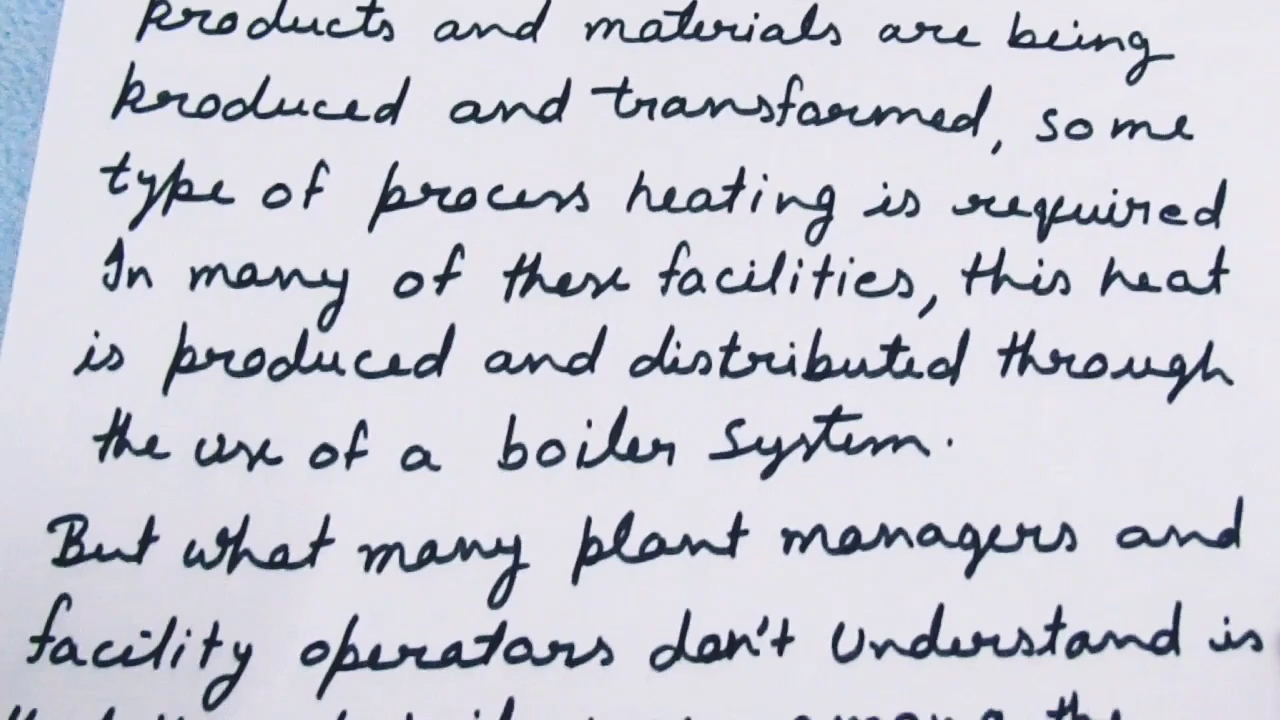 products and materials are being
produced and transformed, some
type of process heating is required
In many of these facilities, this heat
is produced and distributed through
the use of a boiler system.
But what many plant managers and
facility operators don't understand is
among the